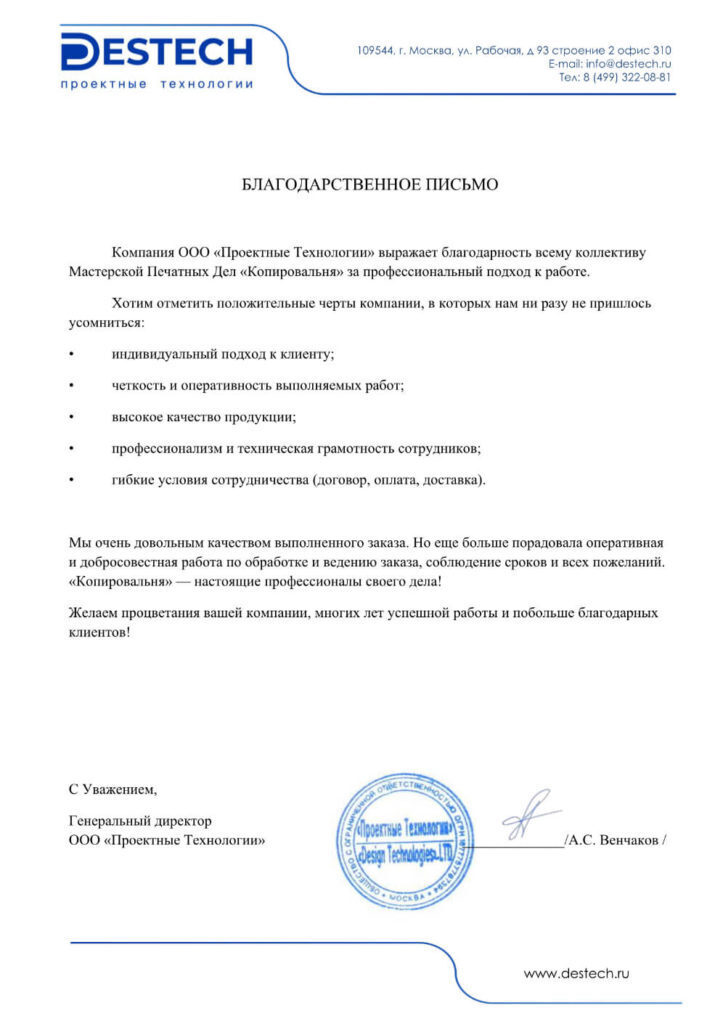 DESTECH
проектные технологии
109544, г. Москва, ул. Рабочая, д 93 строение 2 офис 310
E-mail: info@destech.ru
Тел: 8 (499) 322-08-81
БЛАГОДАРСТВЕННОЕ ПИСЬМО
Компания ООО «Проектные Технологии» выражает благодарность всему коллективу
Мастерской Печатных Дел «Копировальня» за профессиональный подход к работе.
Хотим отметить положительные черты компании, в которых нам ни разу не пришлось
усомниться:
• индивидуальный подход к клиенту;
• четкость и оперативность выполняемых работ;
• высокое качество продукции;
• профессионализм и техническая грамотность сотрудников;
• гибкие условия сотрудничества (договор, оплата, доставка).
Мы очень довольным качеством выполненного заказа. Но еще больше порадовала оперативная
и добросовестная работа по обработке и ведению заказа, соблюдение сроков и всех пожеланий.
«Копировальня» — настоящие профессионалы своего дела!
Желаем процветания вашей компании, многих лет успешной работы и побольше благодарных
клиентов!
С Уважением,
Генеральный директор
ООО «Проектные Технологии»
ОБЩЕСТВО С ОГРАНИЧЕННОЙ ОТВЕТСТВЕННОСТЬЮ ОГРН
«Проектные Технологии»
«Design Technologies» LTD
• МОСКВА •
/А.С. Венчаков /
www.destech.ru